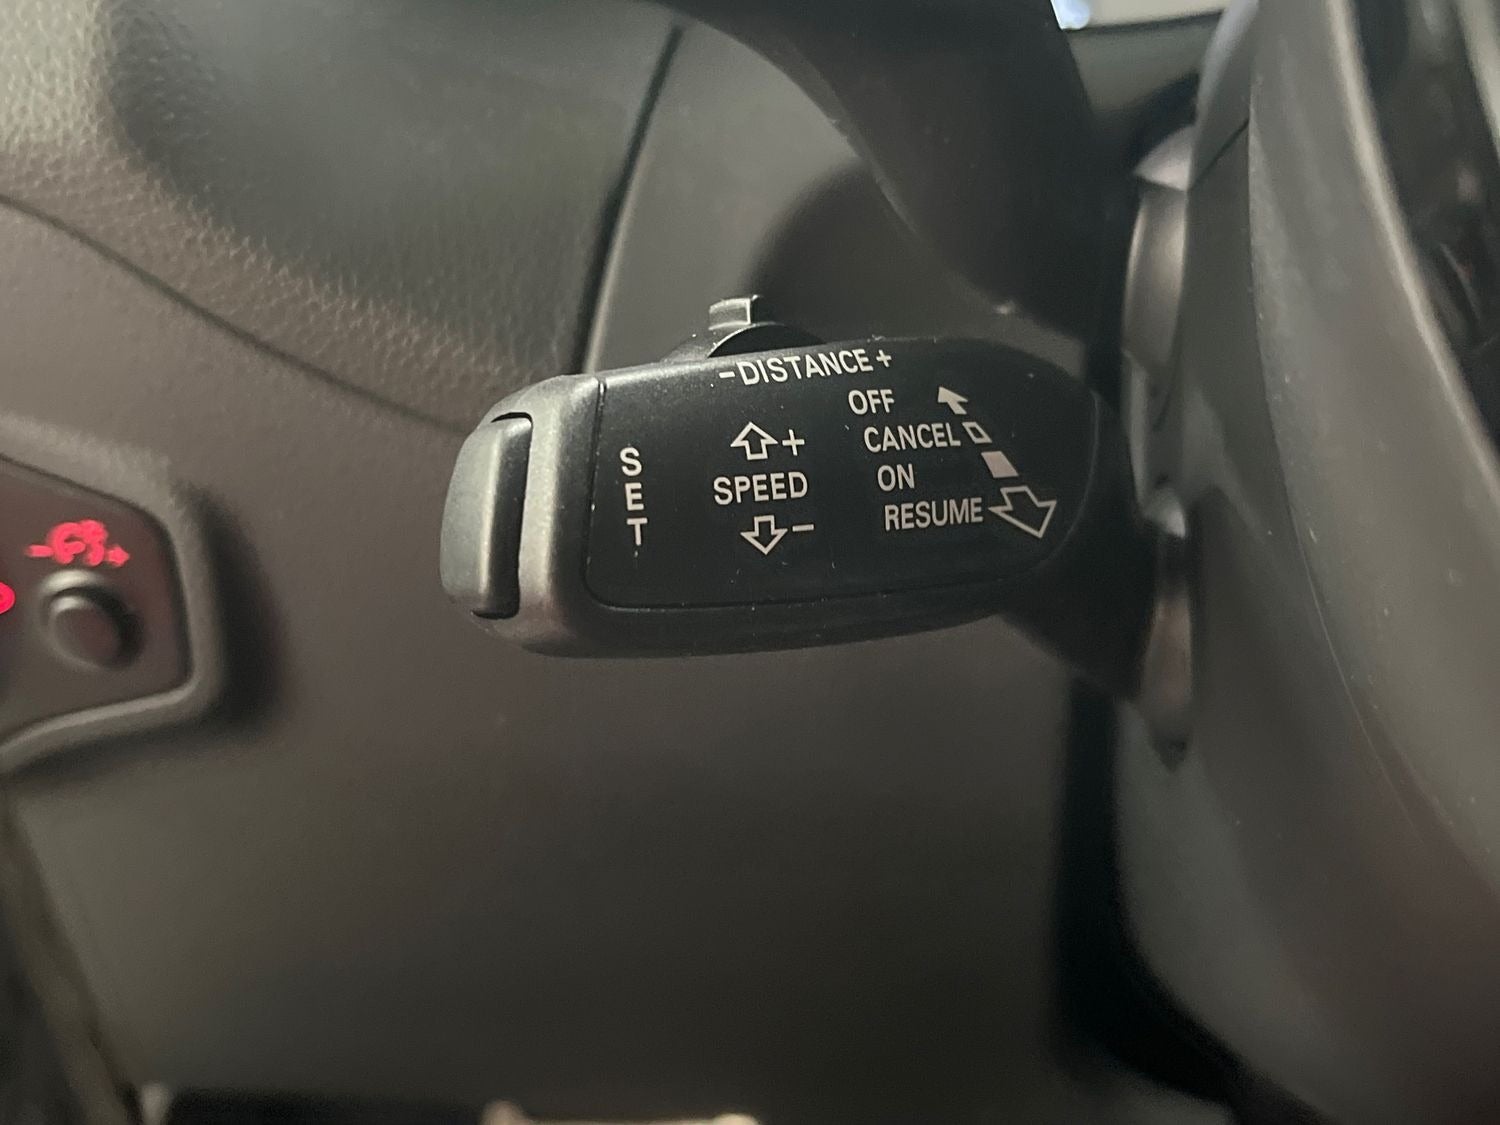 -DISTANCE+
OFF
CANCEL
ON
RESUME
+
SPEED
-
SET